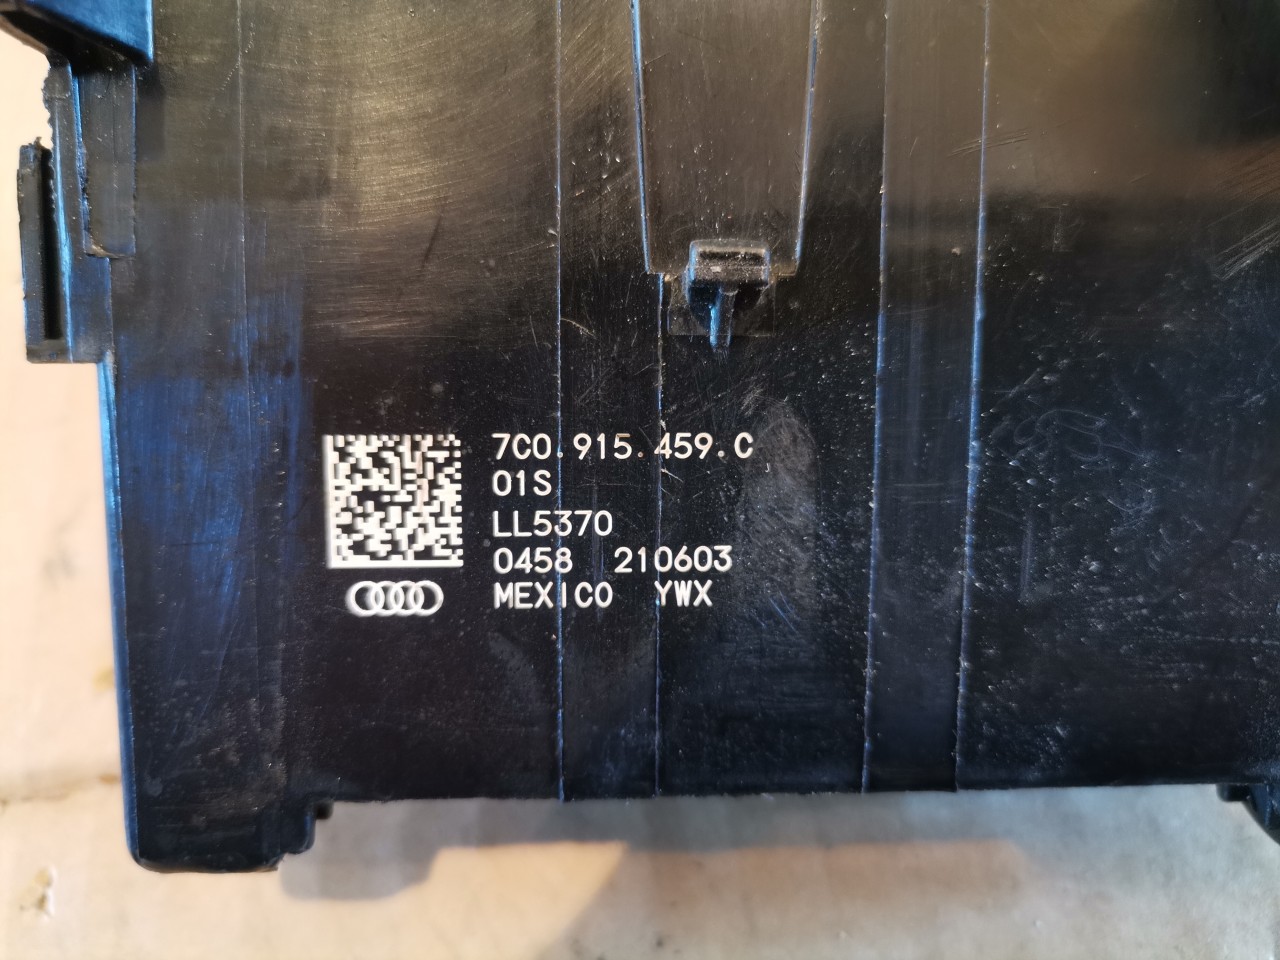 7C0.915.459.C
01S
LL5370
0458 210603
MEXICO YWX